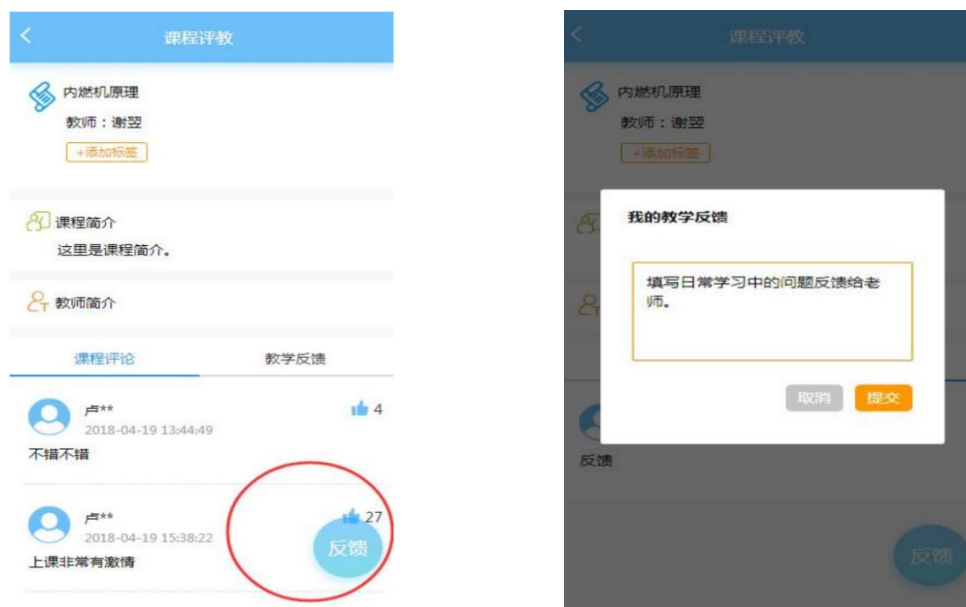 课程评教
内燃机原理
教师：谢翌
+添加标签
课程简介
这里是课程简介。
教师简介
课程评论
教学反馈
卢**
4
2018-04-19 13:44:49
不错不错
卢**
27
2018-04-19 15:38:22
反馈
上课非常有激情
课程评教
内燃机原理
教师：谢翌
+添加标签
我的教学反馈
填写日常学习中的问题反馈给老
师。
取消
提交
反馈
反馈